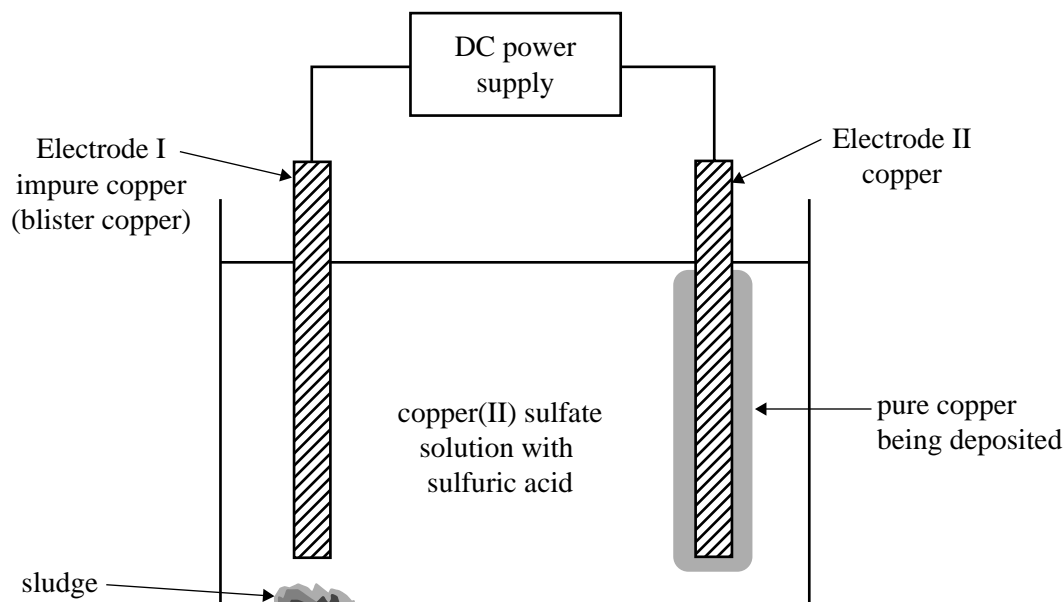 DC power
supply
Electrode I
impure copper
(blister copper)
Electrode II
copper
copper(II) sulfate
solution with
sulfuric acid
pure copper
being deposited
sludge